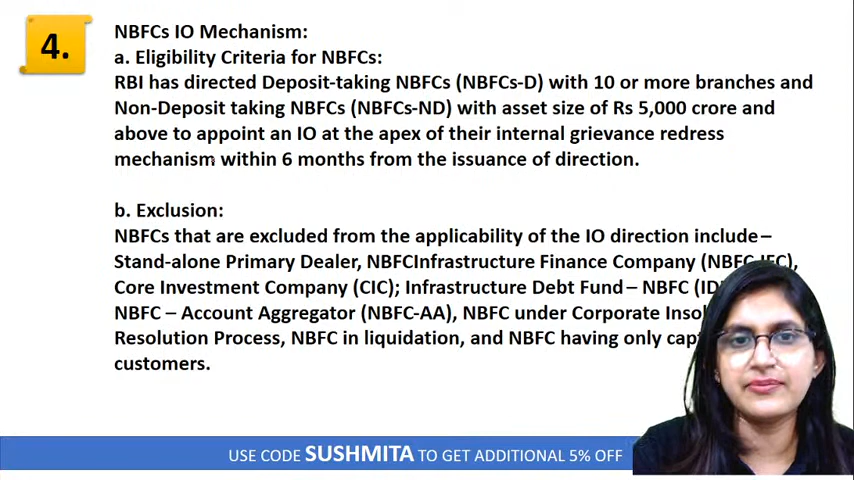 4.
NBFCs IO Mechanism:
a. Eligibility Criteria for NBFCs:
RBI has directed Deposit-taking NBFCs (NBFCs-D) with 10 or more branches and
Non-Deposit taking NBFCs (NBFCs-ND) with asset size of Rs 5,000 crore and
above to appoint an IO at the apex of their internal grievance redress
mechanism within 6 months from the issuance of direction.
b. Exclusion:
NBFCs that are excluded from the applicability of the IO direction include–
Stand-alone Primary Dealer, NBFCInfrastructure Finance Company (NBFC-IFC),
Core Investment Company (CIC); Infrastructure Debt Fund – NBFC
NBFC – Account Aggregator (NBFC-AA), NBFC under Corporate
Resolution Process, NBFC in liquidation, and NBFC having only
customers.
USE CODE SUSHMITA TO GET ADDITIONAL 5% OFF